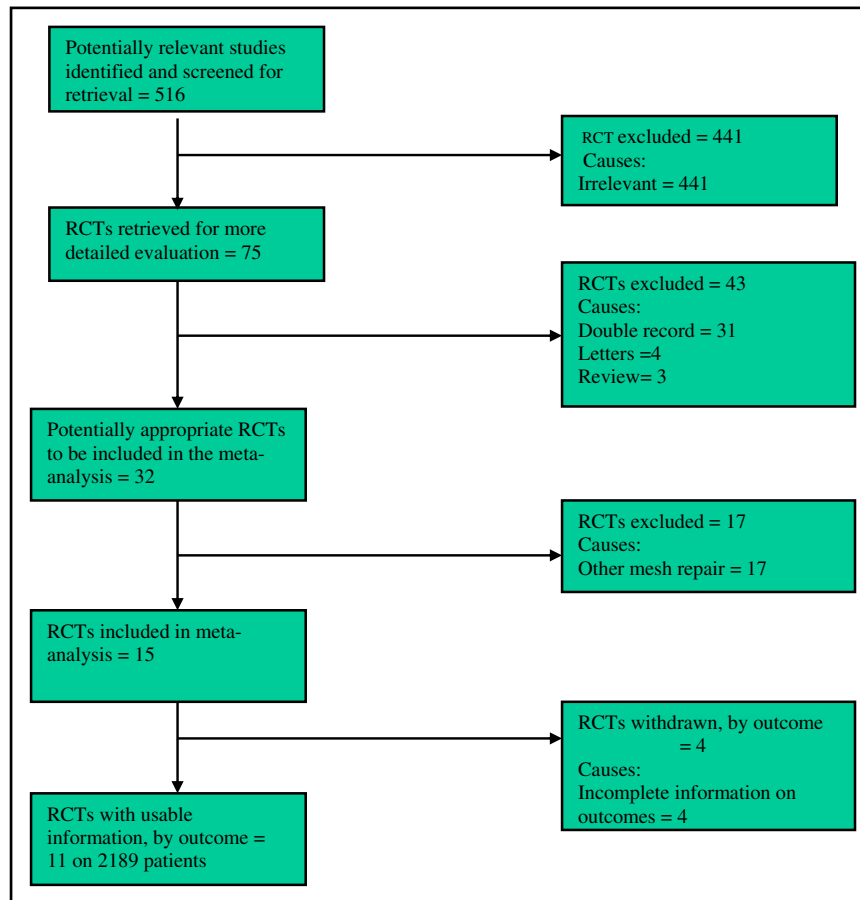 Potentially relevant studies
identified and screened for
retrieval = 516
RCT excluded = 441
Causes:
Irrelevant = 441
RCTs retrieved for more
detailed evaluation = 75
RCTs excluded = 43
Causes:
Double record = 31
Letters =4
Review= 3
Potentially appropriate RCTs
to be included in the meta-
analysis = 32
RCTs excluded = 17
Causes:
Other mesh repair = 17
RCTs included in meta-
analysis = 15
RCTs withdrawn, by outcome
= 4
Causes:
Incomplete information on
outcomes = 4
RCTs with usable
information, by outcome =
11 on 2189 patients